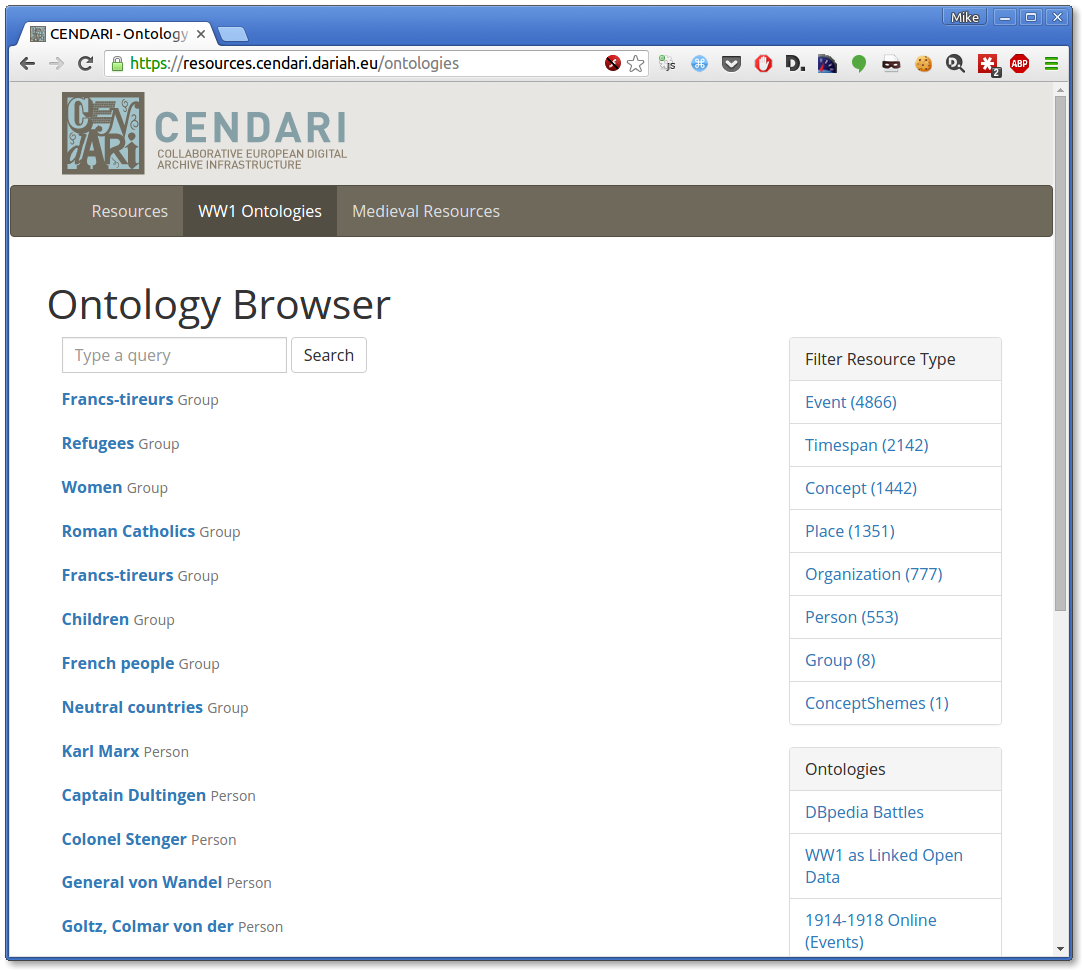 Mike
CENDARI - Ontology
https://resources.cendari.dariah.eu/ontologies
js
D.
2
ABP
CENDARI
CENDARI
COLLABORATIVE EUROPEAN DIGITAL
ARCHIVE INFRASTRUCTURE
Resources
WW1 Ontologies
Medieval Resources
Ontology Browser
Type a query
Search
Francs-tireurs Group
Refugees Group
Women Group
Roman Catholics Group
Francs-tireurs Group
Children Group
French people Group
Neutral countries Group
Karl Marx Person
Captain Dultingen Person
Colonel Stenger Person
General von Wandel Person
Goltz, Colmar von der Person
Filter Resource Type
Event (4866)
Timespan (2142)
Concept (1442)
Place (1351)
Organization (777)
Person (553)
Group (8)
ConceptShemes (1)
Ontologies
DBpedia Battles
WW1 as Linked Open
Data
1914-1918 Online
(Events)